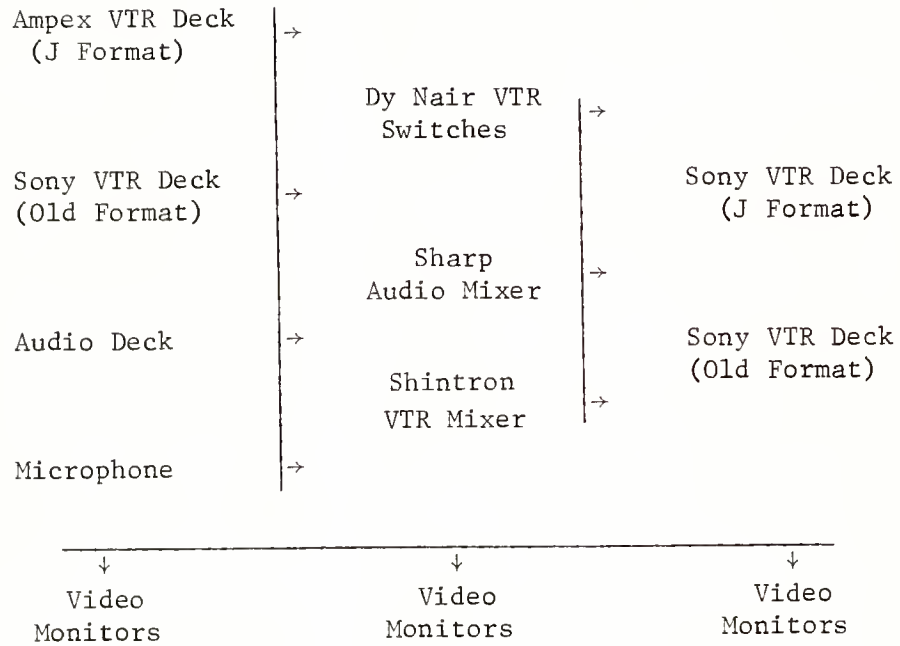 Ampex VTR Deck
(J Format)
Sony VTR Deck
(Old Format)
Audio Deck
Microphone
Dy Nair VTR
Switches
Sharp
Audio Mixer
Shintron
VTR Mixer
Sony VTR Deck
(J Format)
Sony VTR Deck
(Old Format)
Video
Monitors
Video
Monitors
Video
Monitors